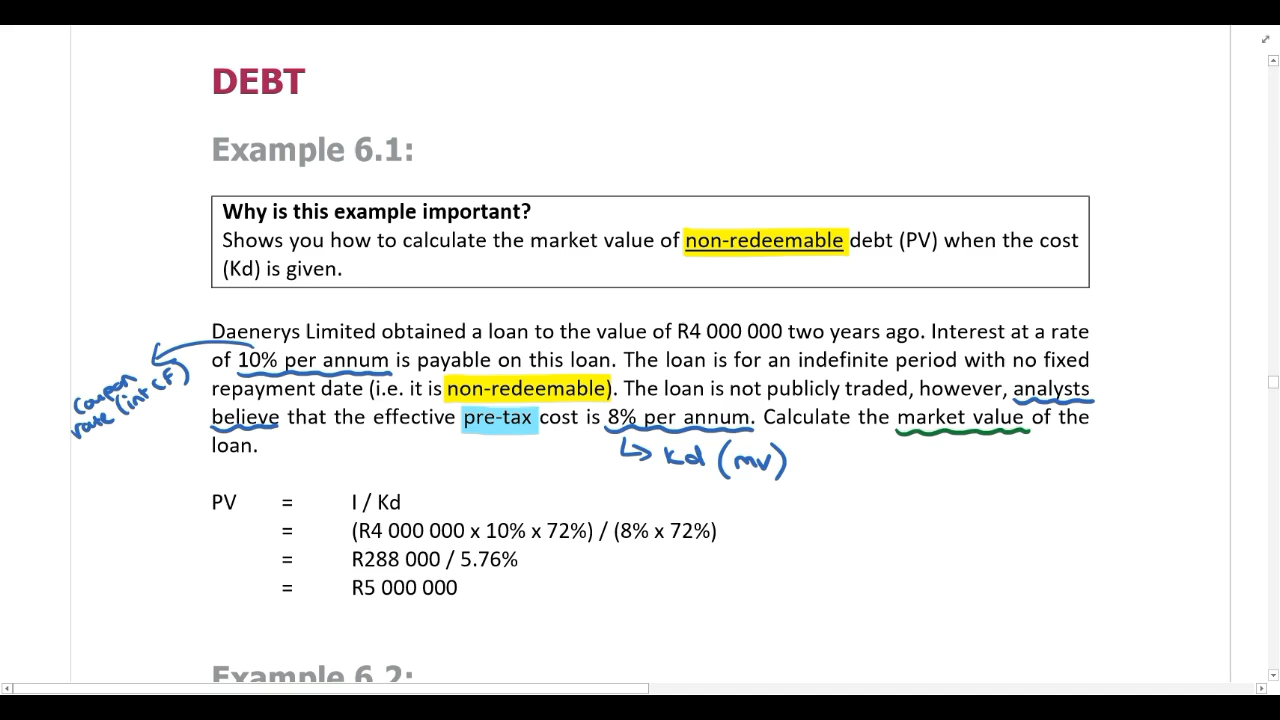 DEBT
Example 6.1:
Why is this example important?
Shows you how to calculate the market value of non-redeemable debt (PV) when the cost
(Kd) is given.
Daenerys Limited obtained a loan to the value of R4 000 000 two years ago. Interest at a rate
of 10% per annum is payable on this loan. The loan is for an indefinite period with no fixed
repayment date (i.e. it is non-redeemable). The loan is not publicly traded, however, analysts
believe that the effective pre-tax cost is 8% per annum. Calculate the market value of the
loan.
coupon
rate (int CF)
Kd (mv)
PV = I / Kd
= (R4 000 000 x 10% x 72%) / (8% x 72%)
= R288 000 / 5.76%
= R5 000 000
Example 6.2: